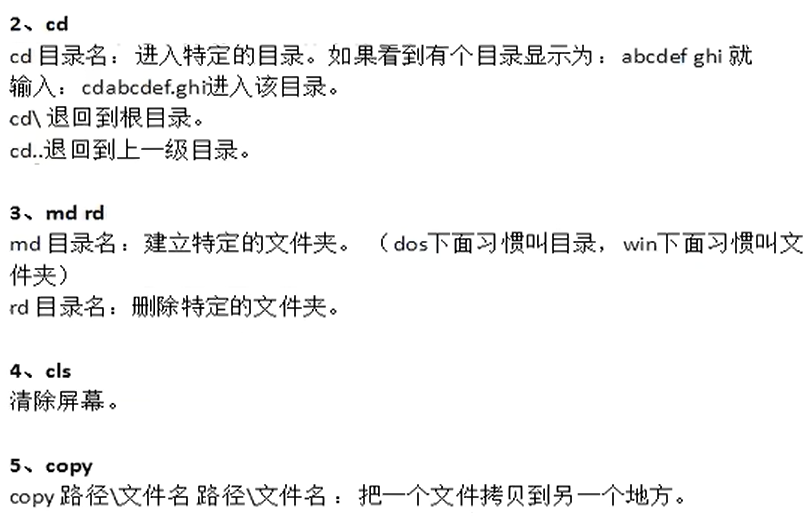 2、cd
cd 目录名：进入特定的目录。如果看到有个目录显示为：abcdef ghi 就
输入：cdabcdef.ghi进入该目录。
cd\ 退回到根目录。
cd..退回到上一级目录。
3、md rd
md 目录名：建立特定的文件夹。（dos下面习惯叫目录，win下面习惯叫文
件夹）
rd 目录名：删除特定的文件夹。
4、cls
清除屏幕。
5、copy
copy 路径\文件名 路径\文件名 ：把一个文件拷贝到另一个地方。